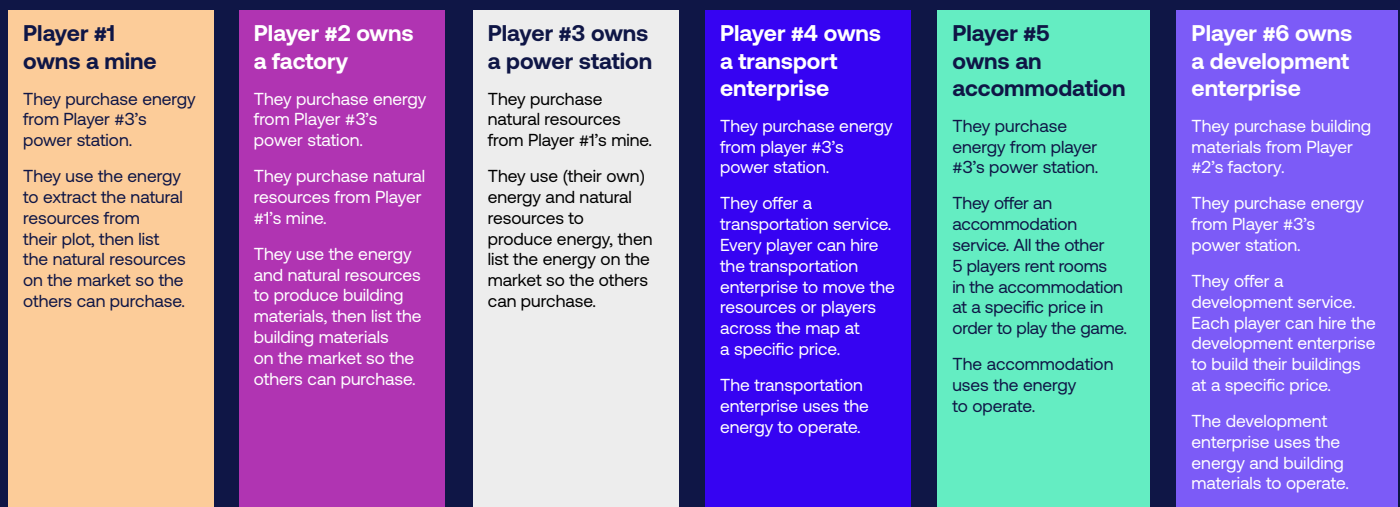 Player #1
owns a mine
They purchase energy
from Player #3’s
power station.
They use the energy
to extract the natural
resources from
their plot, then list
the natural resources
on the market so the
others can purchase.
Player #2 owns
a factory
They purchase energy
from Player #3’s
power station.
They purchase natural
resources from Player
#1’s mine.
They use the energy
and natural resources
to produce building
materials, then list the
building materials
on the market so the
others can purchase.
Player #3 owns
a power station
They purchase
natural resources
from Player #1’s mine.
They use (their own)
energy and natural
resources to
produce energy, then
list the energy on the
market so the others
can purchase.
Player #4 owns
a transport
enterprise
They purchase energy
from player #3’s
power station.
They offer a
transportation service.
Every player can hire
the transportation
enterprise to move the
resources or players
across the map at
a specific price.
The transportation
enterprise uses the
energy to operate.
Player #5
owns an
accommodation
They purchase
energy from player
#3’s power station.
They offer an
accommodation
service. All the other
5 players rent rooms
in the accommodation
at a specific price in
order to play the game.
The accommodation
uses the energy
to operate.
Player #6 owns
a development
enterprise
They purchase building
materials from Player
#2’s factory.
They purchase energy
from Player #3’s
power station.
They offer a
development service.
Each player can hire the
development enterprise
to build their buildings
at a specific price.
The development
enterprise uses the
energy and building
materials to operate.